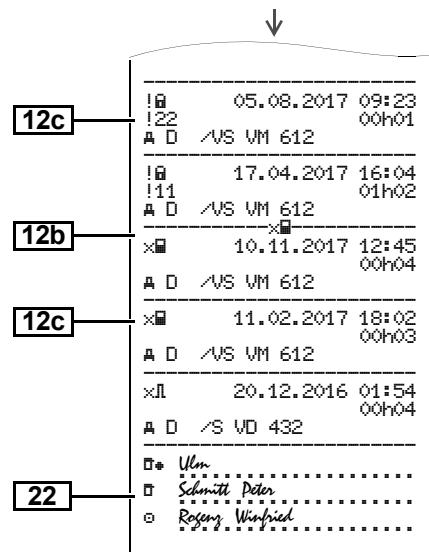 ! 05.08.2017 09:23
12c
!22 00h01
D /VS VM 612
! 17.04.2017 16:04
!11 01h02
D /VS VM 612
12b
×
× 10.11.2017 12:45
00h04
D /VS VM 612
12c
× 11.02.2017 18:02
00h03
D /VS VM 612
× 20.12.2016 01:54
00h04
D /S VD 432
Ulm
22
Schmitt Peter
Rogenz Winfried